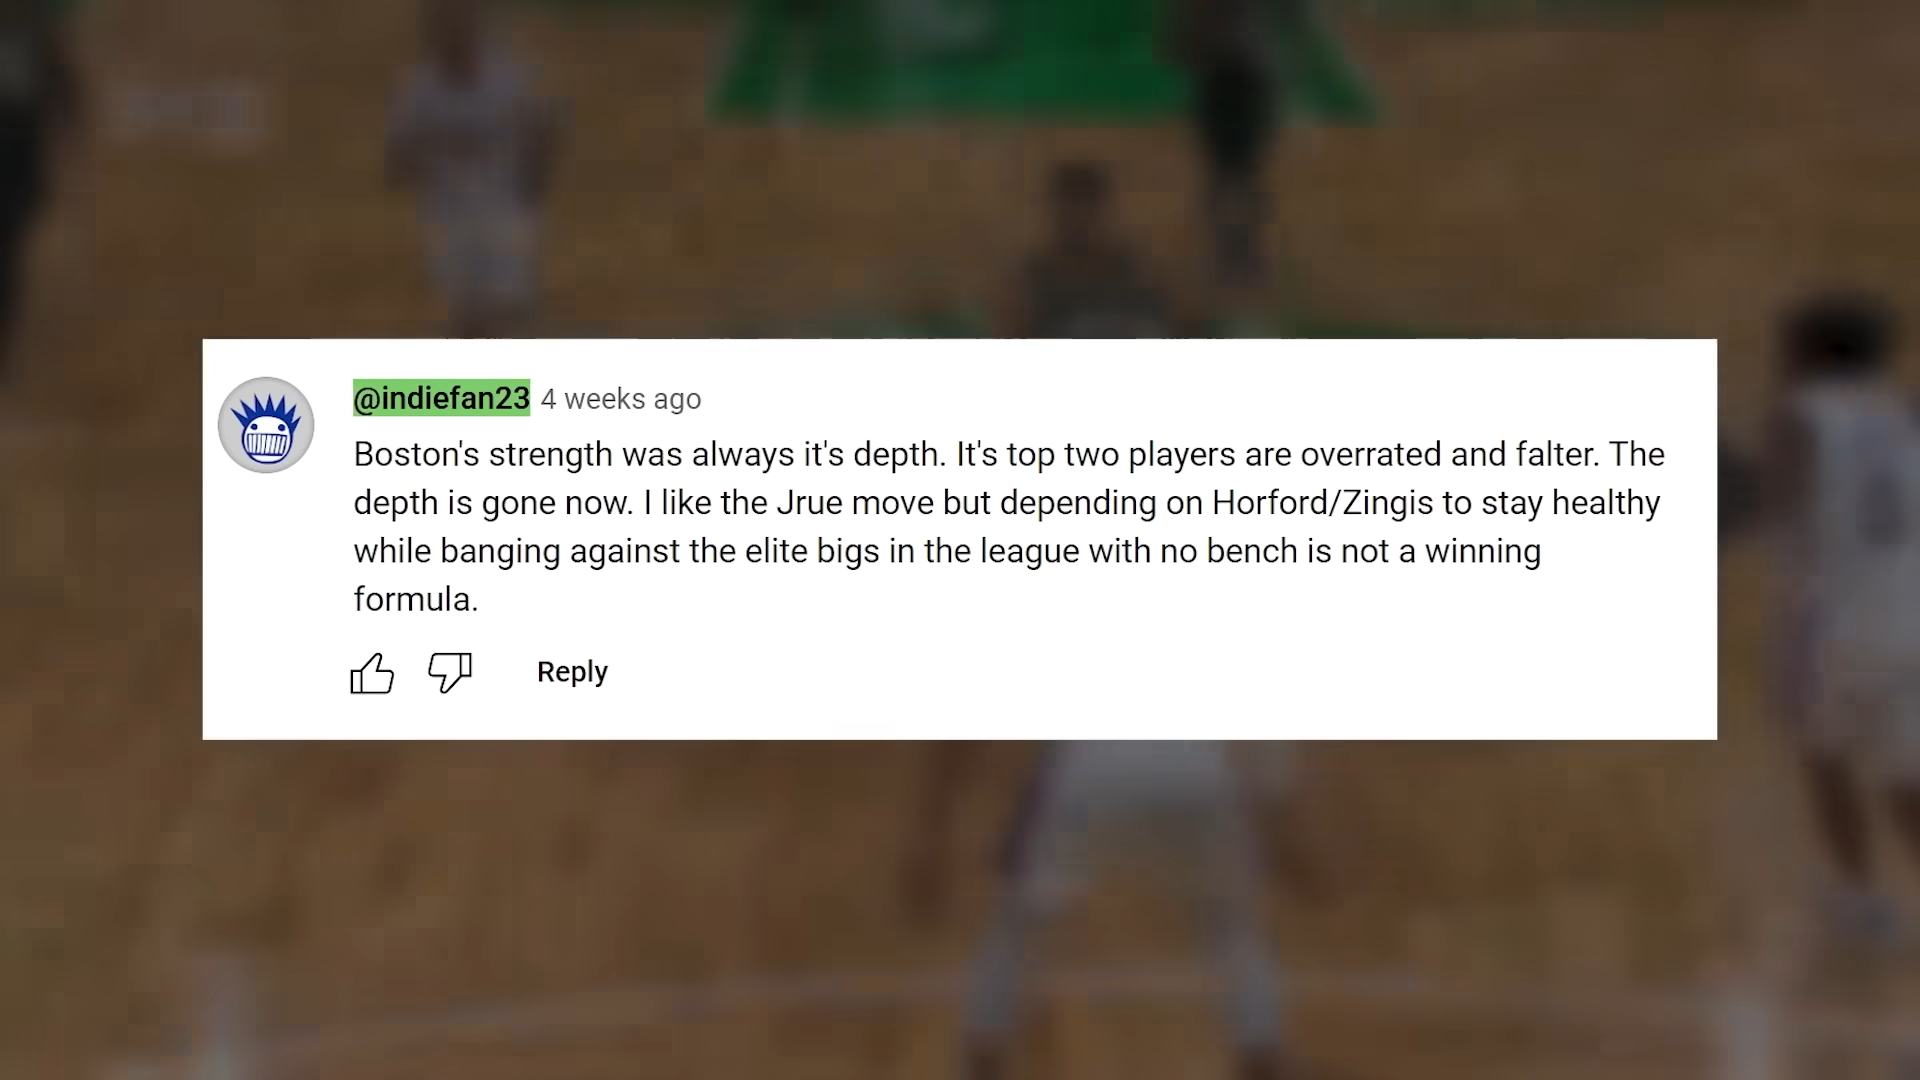 @indiefan23 4 weeks ago
Boston's strength was always it's depth. It's top two players are overrated and falter. The
depth is gone now. I like the Jrue move but depending on Horford/Zingis to stay healthy
while banging against the elite bigs in the league with no bench is not a winning
formula.
Reply